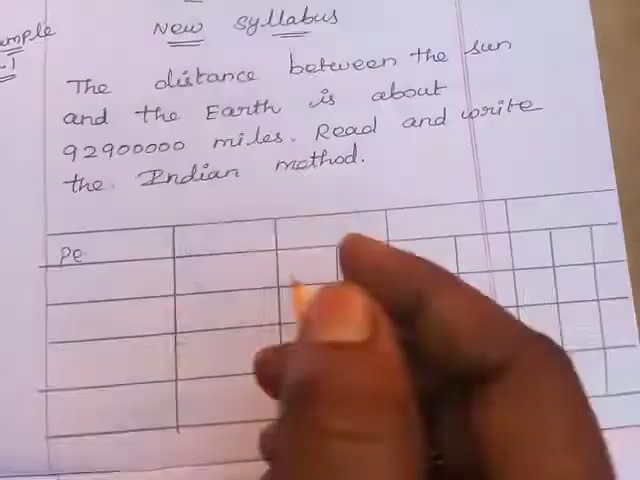 New syllabus
The distance between the sun
and the Earth is about
92900000 miles. Read and write
the. Indian method.
Pe